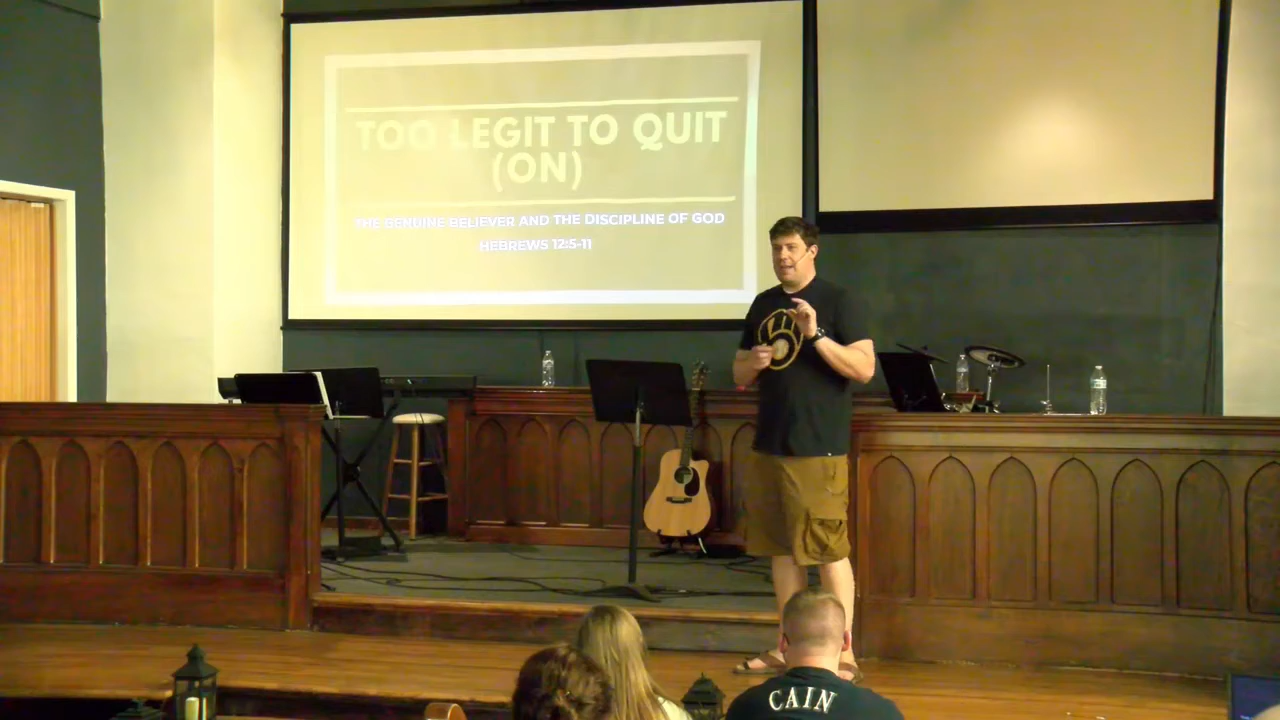 TOO LEGIT TO QUIT
(ON)
THE GENUINE BELIEVER AND THE DISCIPLINE OF GOD
HEBREWS 12:5-11
CAIN